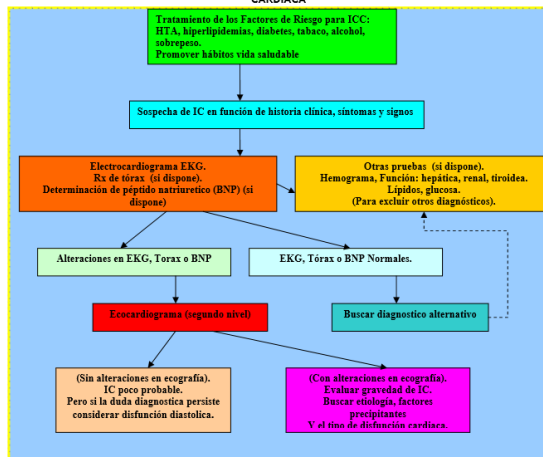 CARDIACA
Tratamiento de los Factores de Riesgo para ICC:
HTA, hiperlipidemias, diabetes, tabaco, alcohol,
sobrepeso.
Promover hábitos vida saludable
Sospecha de IC en función de historia clínica, síntomas y signos
Electrocardiograma EKG.
Rx de tórax (si dispone).
Determinación de péptido natriuretico (BNP) (si
dispone)
Otras pruebas (si dispone).
Hemograma, Función: hepática, renal, tiroidea.
Lípidos, glucosa.
(Para excluir otros diagnósticos).
Alteraciones en EKG, Torax o BNP
EKG, Tórax o BNP Normales.
Ecocardiograma (segundo nivel)
Buscar diagnostico alternativo
(Sin alteraciones en ecografía).
IC poco probable.
Pero si la duda diagnostica persiste
considerar disfunción diastolica.
(Con alteraciones en ecografía).
Evaluar gravedad de IC.
Buscar etiología, factores
precipitantes
Y el tipo de disfunción cardiaca.